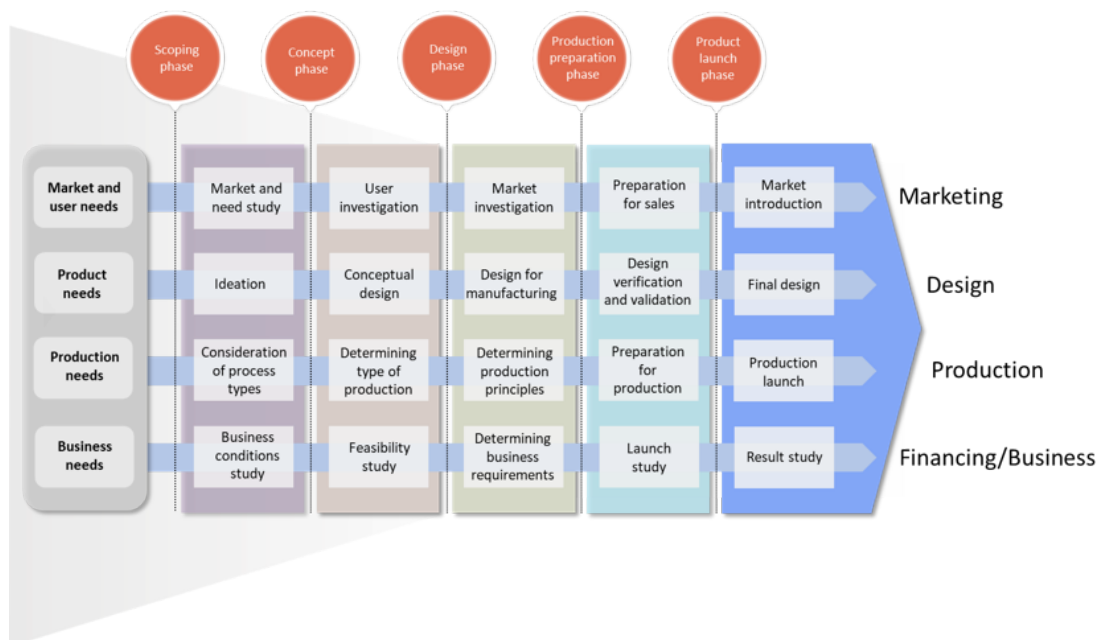 Scoping
phase
Concept
phase
Design
phase
Production
preparation
phase
Product
launch
phase
Market and
user needs
Market and
need study
User
investigation
Market
investigation
Preparation
for sales
Market
introduction
Marketing
Product
needs
Ideation
Conceptual
design
Design for
manufacturing
Design
verification
and validation
Final design
Design
Production
needs
Consideration
of process
types
Determining
type of
production
Determining
production
principles
Preparation
for
production
Production
launch
Production
Business
needs
Business
conditions
study
Feasibility
study
Determining
business
requirements
Launch
study
Result study
Financing/Business